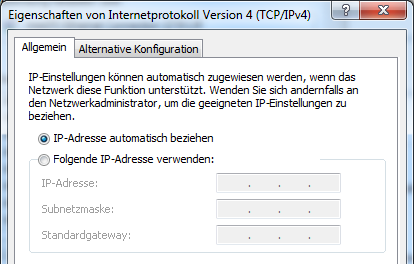 Eigenschaften von Internetprotokoll Version 4 (TCP/IPv4)
Allgemein Alternative Konfiguration
IP-Einstellungen können automatisch zugewiesen werden, wenn das
Netzwerk diese Funktion unterstützt. Wenden Sie sich andernfalls an
den Netzwerkadministrator, um die geeigneten IP-Einstellungen zu
beziehen.
IP-Adresse automatisch beziehen
Folgende IP-Adresse verwenden:
IP-Adresse: . . .
Subnetzmaske: . . .
Standardgateway: . . .